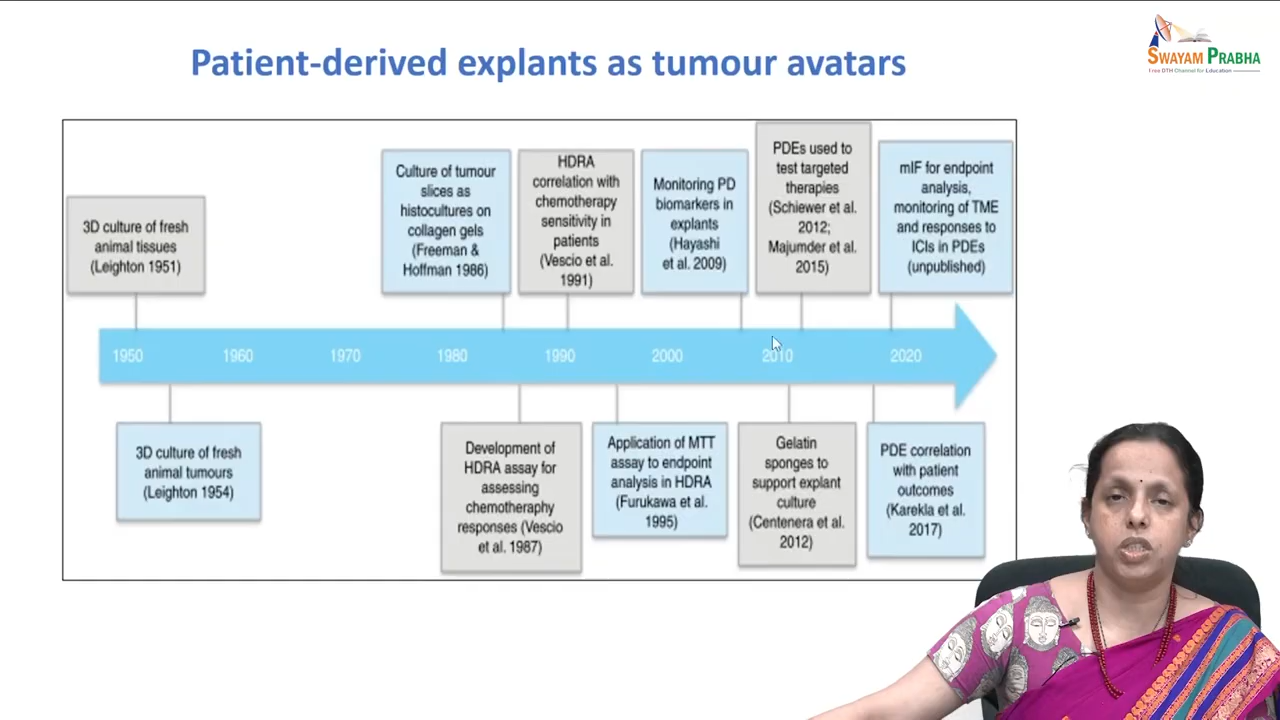 Patient-derived explants as tumour avatars
SWAYAM PRABHA
Free DTH Channel for Education
3D culture of fresh
animal tissues
(Leighton 1951)
Culture of tumour
slices as
histocultures on
collagen gels
(Freeman &
Hoffman 1986)
HDRA
correlation with
chemotherapy
sensitivity in
patients
(Vescio et al.
1991)
Monitoring PD
biomarkers in
explants
(Hayashi
et al. 2009)
PDEs used to
test targeted
therapies
(Schiewer et al.
2012;
Majumder et al.
2015)
mIF for endpoint
analysis,
monitoring of TME
and responses to
ICIs in PDEs
(unpublished)
1950 1960 1970 1980 1990 2000 2010 2020
3D culture of fresh
animal tumours
(Leighton 1954)
Development of
HDRA assay for
assessing
chemotheraphy
responses (Vescio
et al. 1987)
Application of MTT
assay to endpoint
analysis in HDRA
(Furukawa et al.
1995)
Gelatin
sponges to
support explant
culture
(Centenera et al.
2012)
PDE correlation
with patient
outcomes
(Karekla et al.
2017)